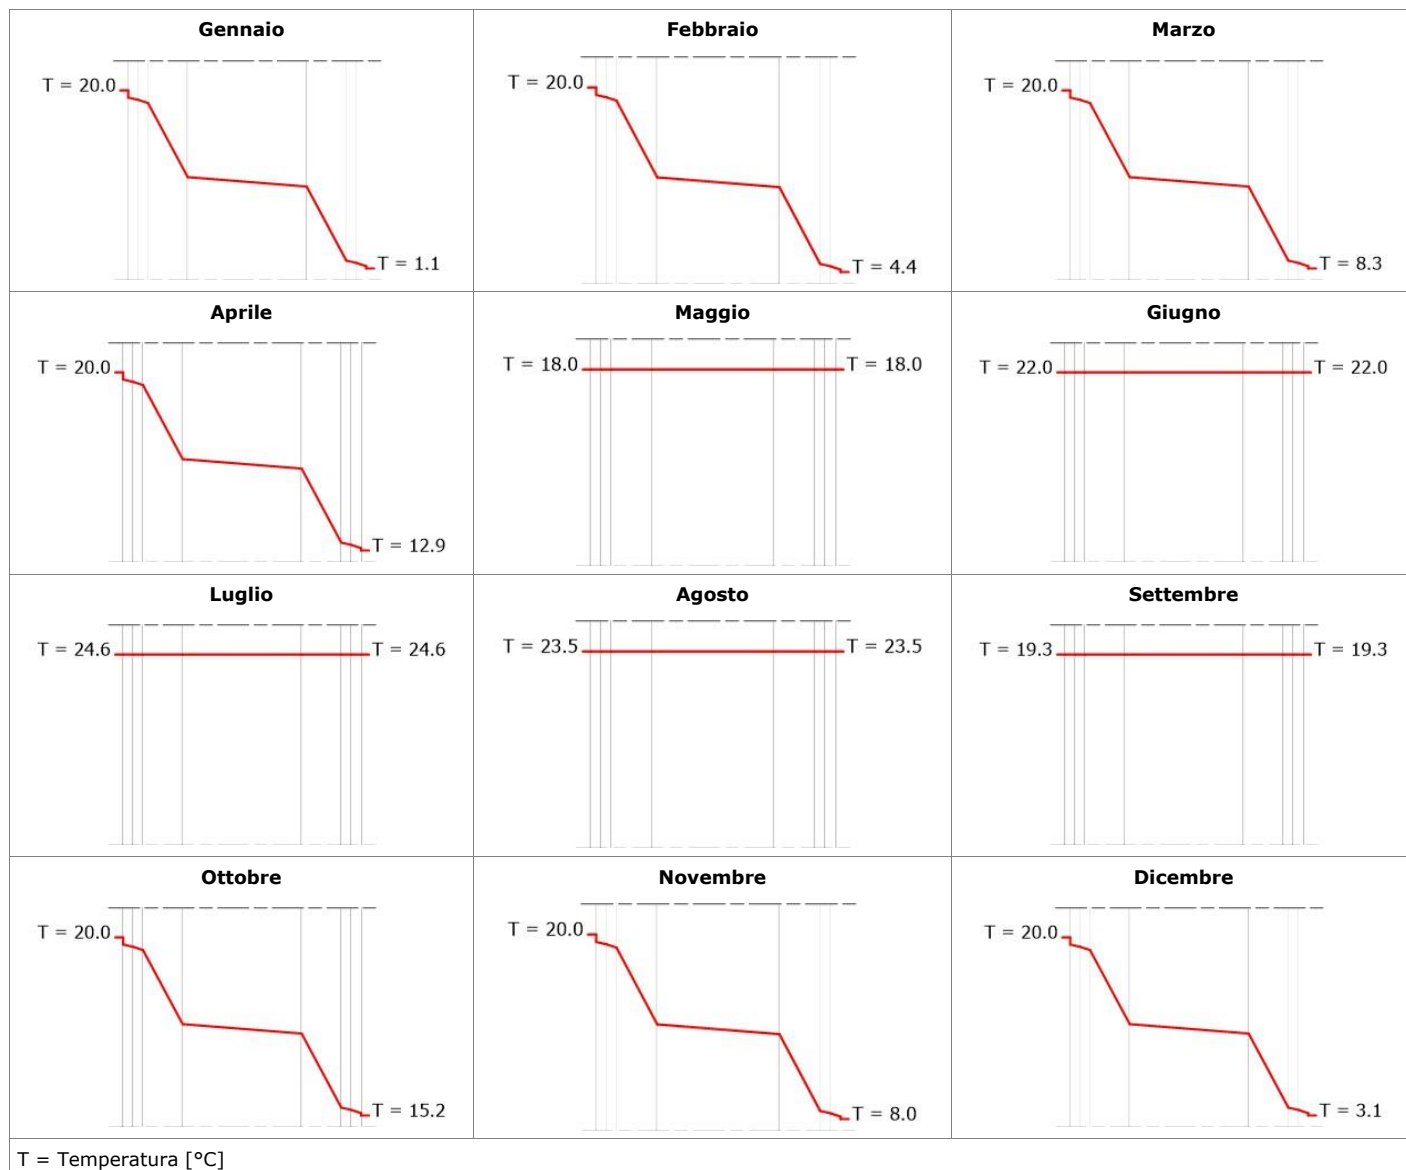 Gennaio
Febbraio
Marzo
T = 20.0
T = 1.1
T = 20.0
T = 4.4
T = 20.0
T = 8.3
Aprile
Maggio
Giugno
T = 20.0
T = 12.9
T = 18.0
T = 18.0
T = 22.0
T = 22.0
Luglio
Agosto
Settembre
T = 24.6
T = 24.6
T = 23.5
T = 23.5
T = 19.3
T = 19.3
Ottobre
Novembre
Dicembre
T = 20.0
T = 15.2
T = 20.0
T = 8.0
T = 20.0
T = 3.1
T = Temperatura [°C]